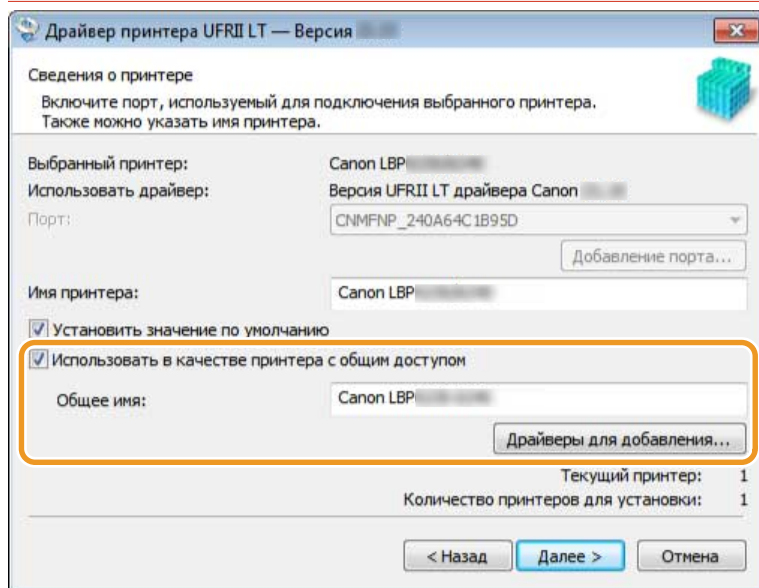 Драйвер принтера UFRII LT — Версия
Сведения о принтере
Включите порт, используемый для подключения выбранного принтера.
Также можно указать имя принтера.
Выбранный принтер: Canon LBP
Использовать драйвер: Версия UFRII LT драйвера Canon
Порт: CNMFNP_240A64C1B95D
Добавление порта...
Имя принтера: Canon LBP
Установить значение по умолчанию
Использовать в качестве принтера с общим доступом
Общее имя: Canon LBP
Драйверы для добавления...
Текущий принтер: 1
Количество принтеров для установки: 1
< Назад Далее > Отмена